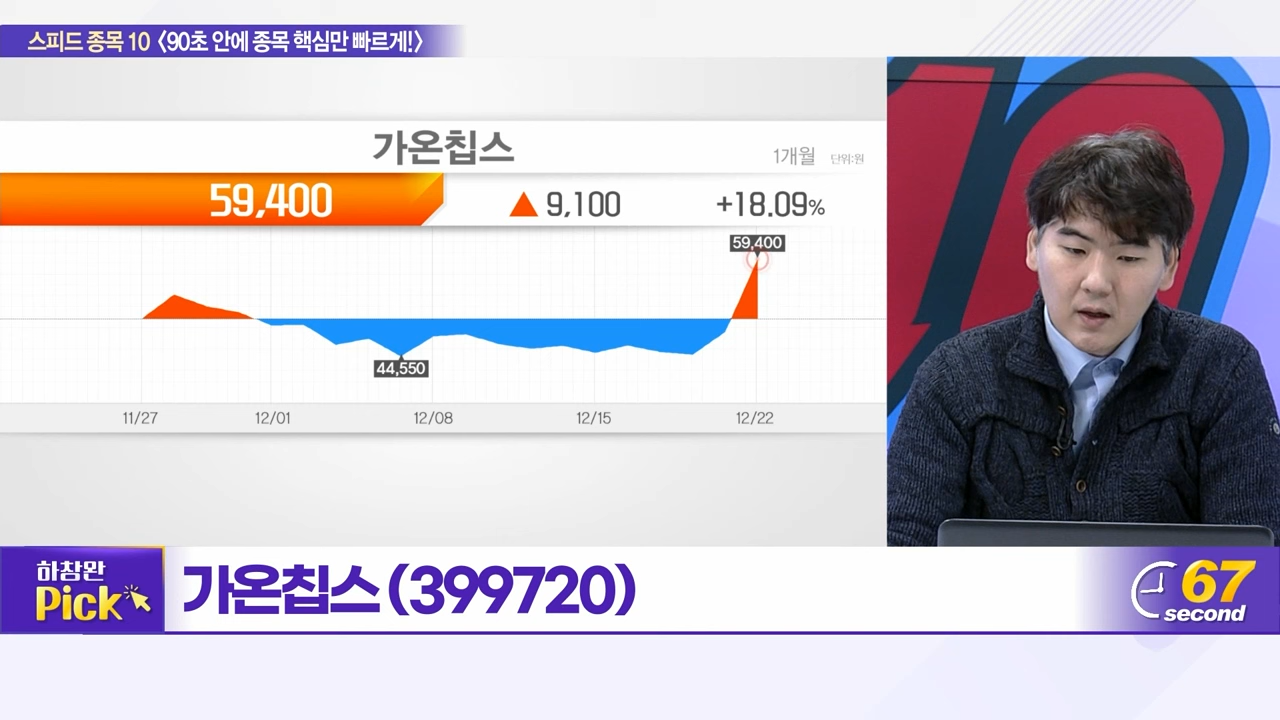 스피드 종목 10 <90초 안에 종목 핵심만 빠르게!>
가온칩스
1개월 단위:원
59,400 ▲ 9,100 +18.09%
59,400
44,550
11/27 12/01 12/08 12/15 12/22
하창완
Pick
가온칩스(399720)
67
second